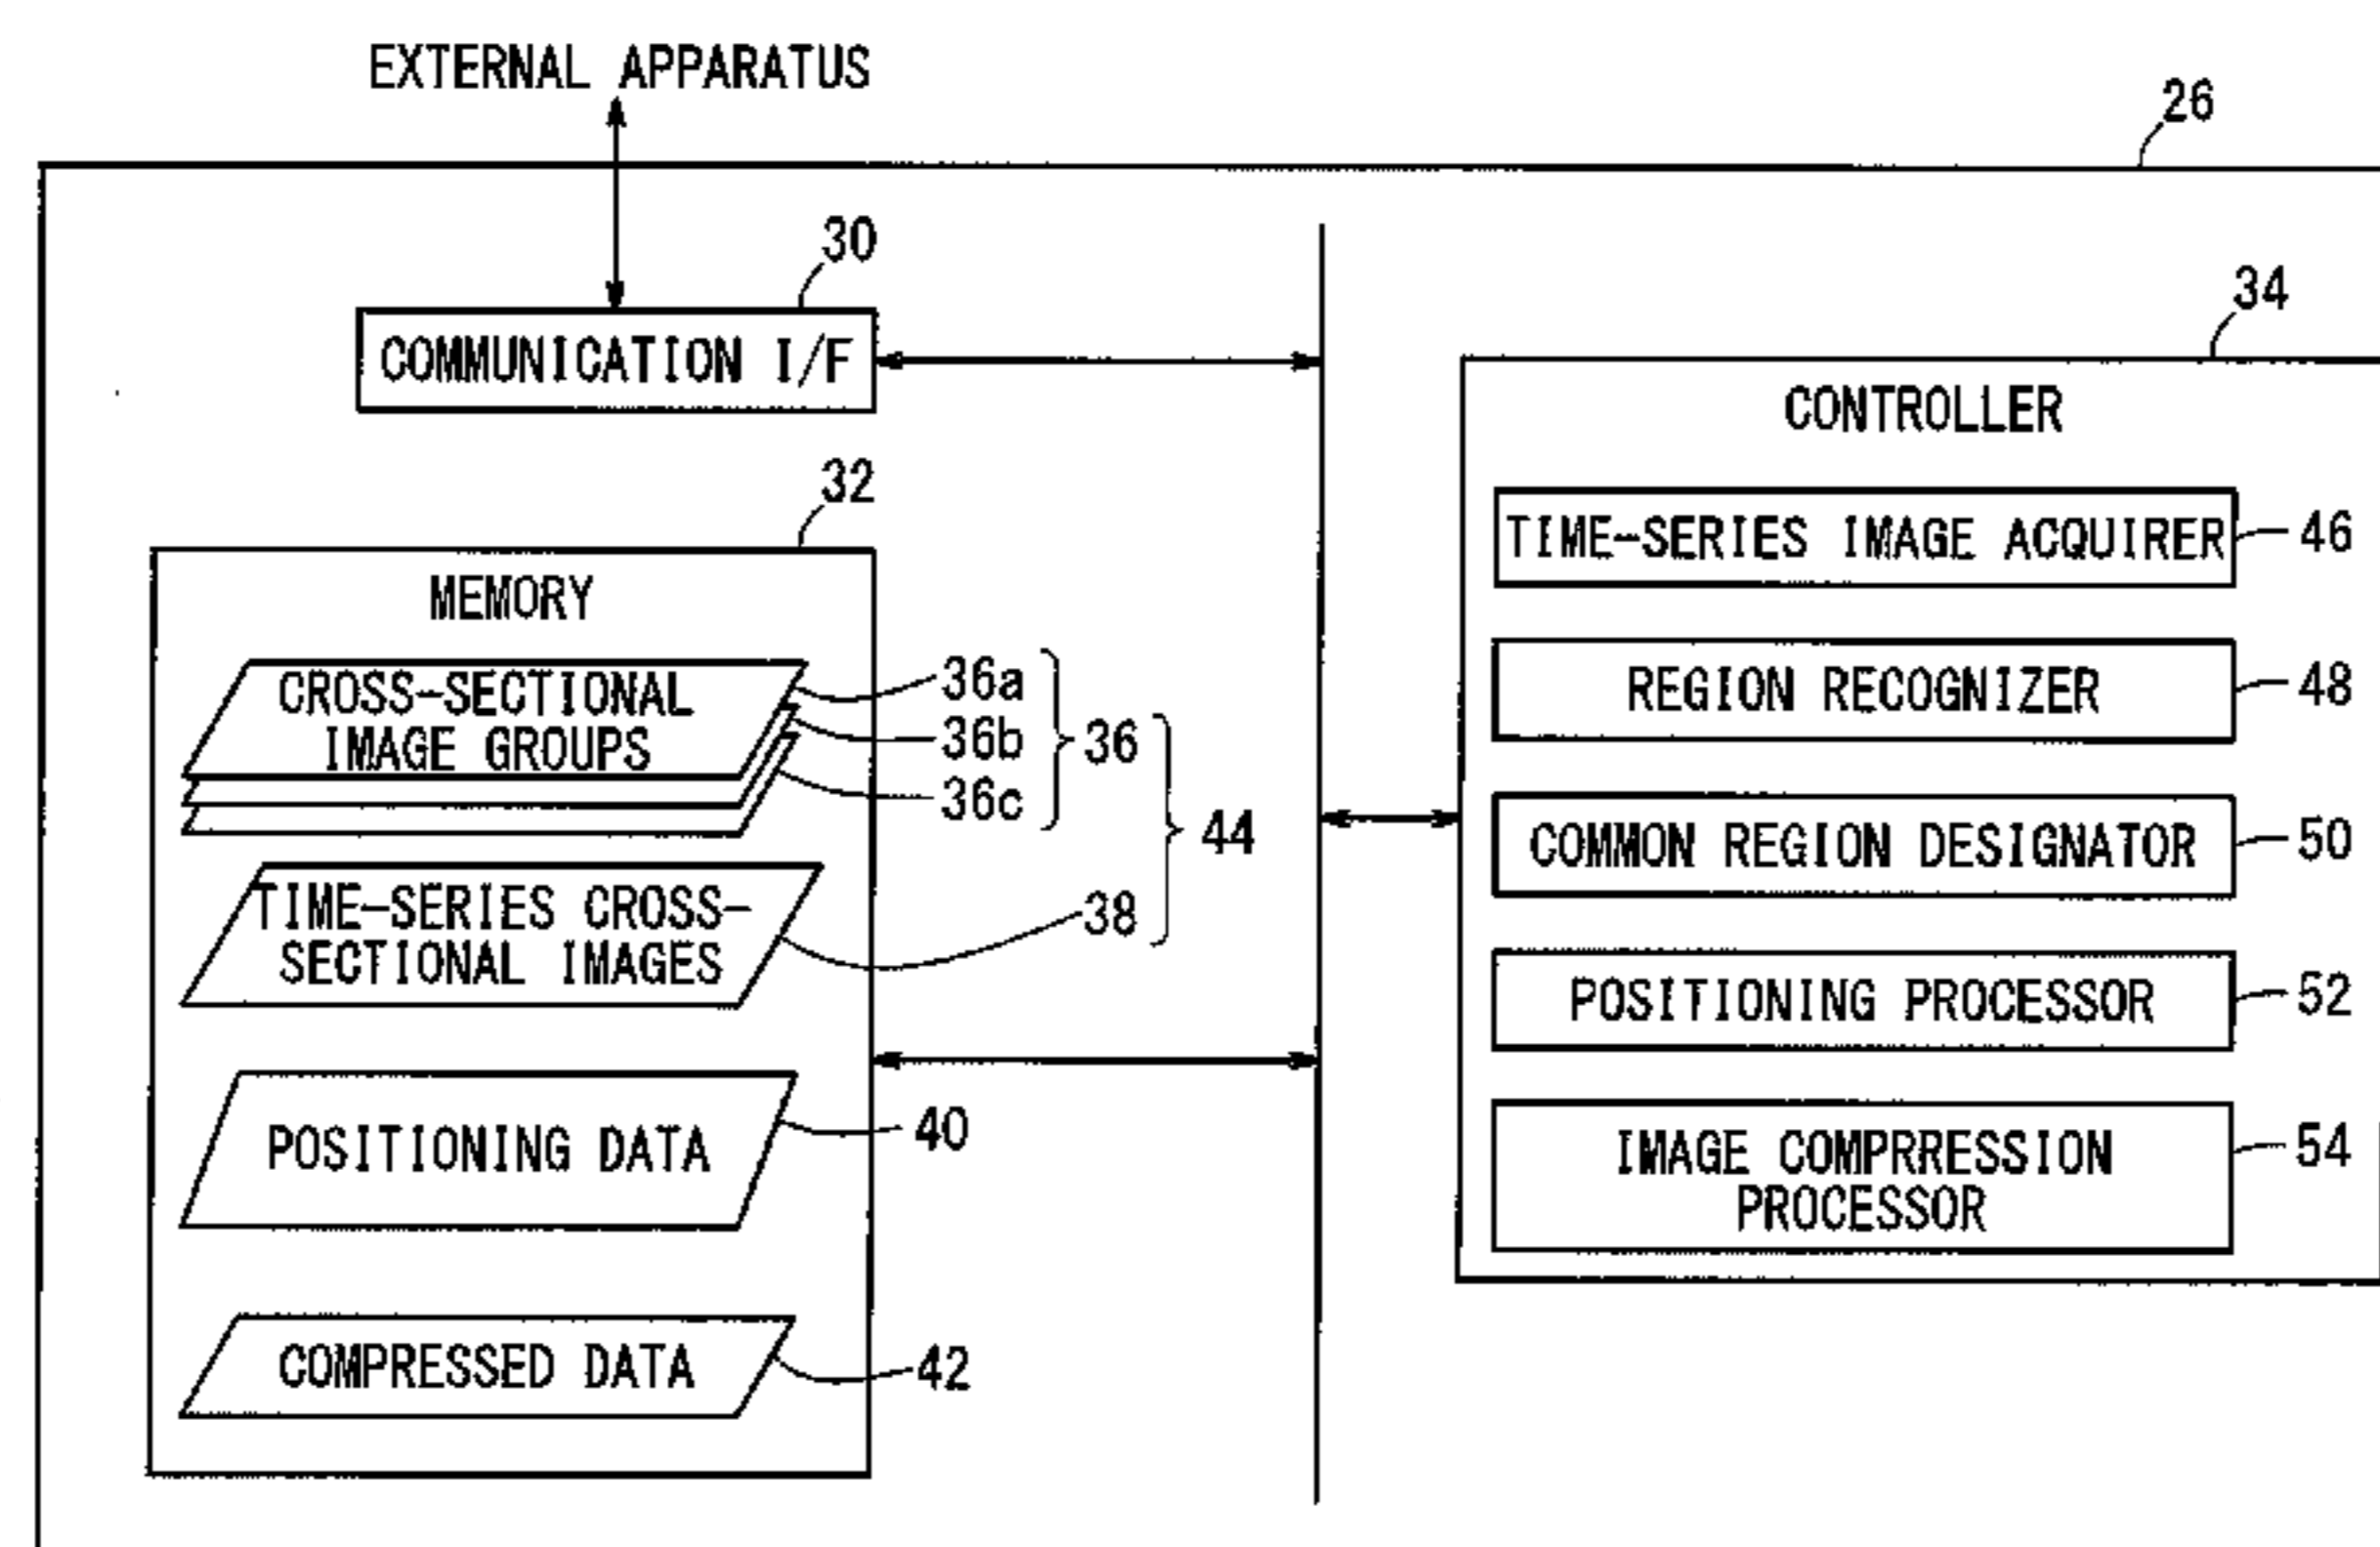 EXTERNAL APPARATUS
26
30
COMMUNICATION I/F
32
MEMORY
CROSS-SECTIONAL
IMAGE GROUPS
36a
36b
36c
36
44
TIME-SERIES CROSS-
SECTIONAL IMAGES
38
POSITIONING DATA
40
COMPRESSED DATA
42
34
CONTROLLER
TIME-SERIES IMAGE ACQUIRER
46
REGION RECOGNIZER
48
COMMON REGION DESIGNATOR
50
POSITIONING PROCESSOR
52
IMAGE COMPRRESSION
PROCESSOR
54